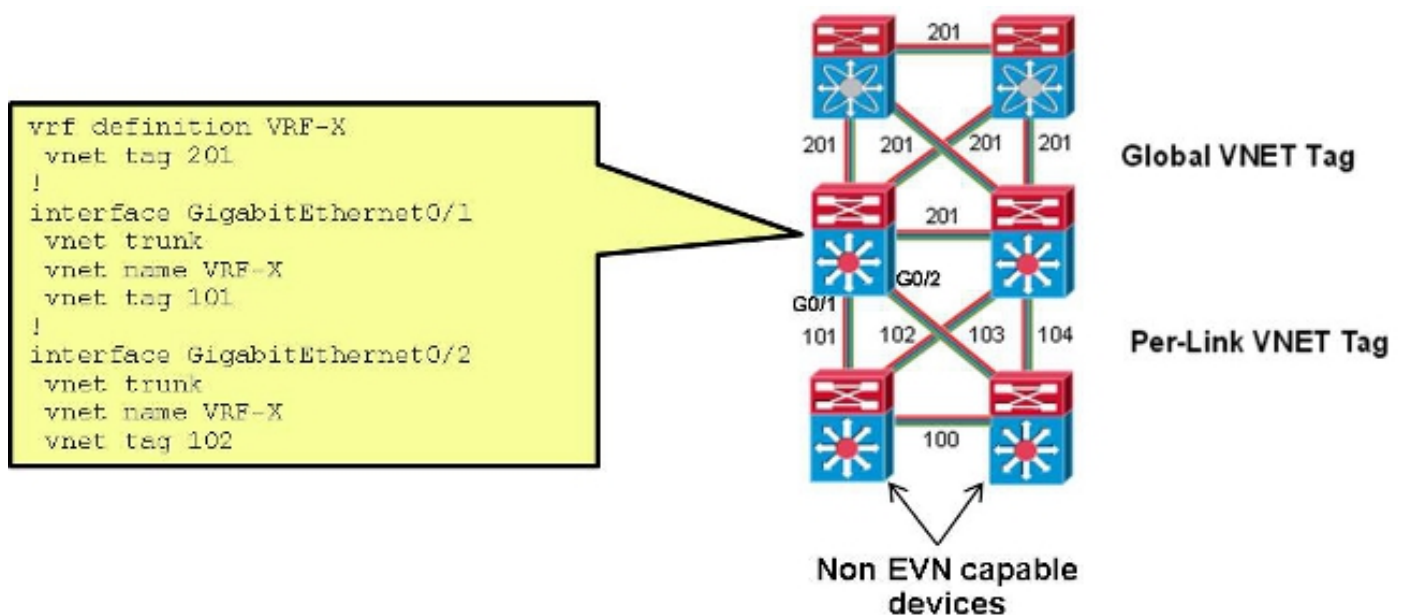 vrf definition VRF-X
vnet tag 201
!
interface GigabitEthernet0/1
vnet trunk
vnet name VRF-X
vnet tag 101
!
interface GigabitEthernet0/2
vnet trunk
vnet name VRF-X
vnet tag 102
201
201 201 201 201
Global VNET Tag
201
G0/2
G0/1
101 102 103 104
Per-Link VNET Tag
100
Non EVN capable
devices